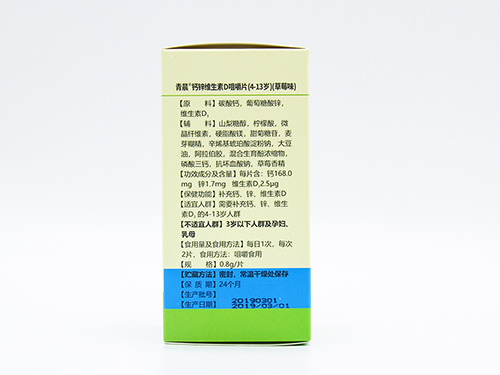 青晨®钙锌维生素D咀嚼片(4-13岁)(草莓味)
【原 料】碳酸钙，葡萄糖酸锌，
维生素D₃
【辅 料】山梨糖醇，柠檬酸，微
晶纤维素，硬脂酸镁，甜菊糖苷，麦
芽糊精，辛烯基琥珀酸淀粉钠，大豆
油，阿拉伯胶，混合生育酚浓缩物，
磷酸三钙，抗坏血酸钠，草莓香精
【功效成分及含量】每片含：钙168.0
mg 锌1.7mg 维生素D₃2.5μg
【保健功能】补充钙、锌、维生素D
【适宜人群】需要补充钙、锌、维生
素D₃的4-13岁人群
【不适宜人群】3岁以下人群及孕妇、
乳母
【食用量及食用方法】每日1次，每次
2片，食用方法：咀嚼食用
【规 格】0.8g/片
【贮藏方法】密封，常温干燥处保存
【保 质 期】24个月
【生产批号】20190301
【生产日期】2019/03/01